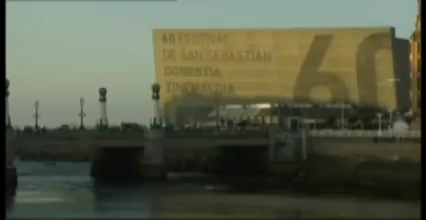 60 FESTIVAL
DE SAN SEBASTIÁN
DONOSTIA
ZINEMALDIA
60